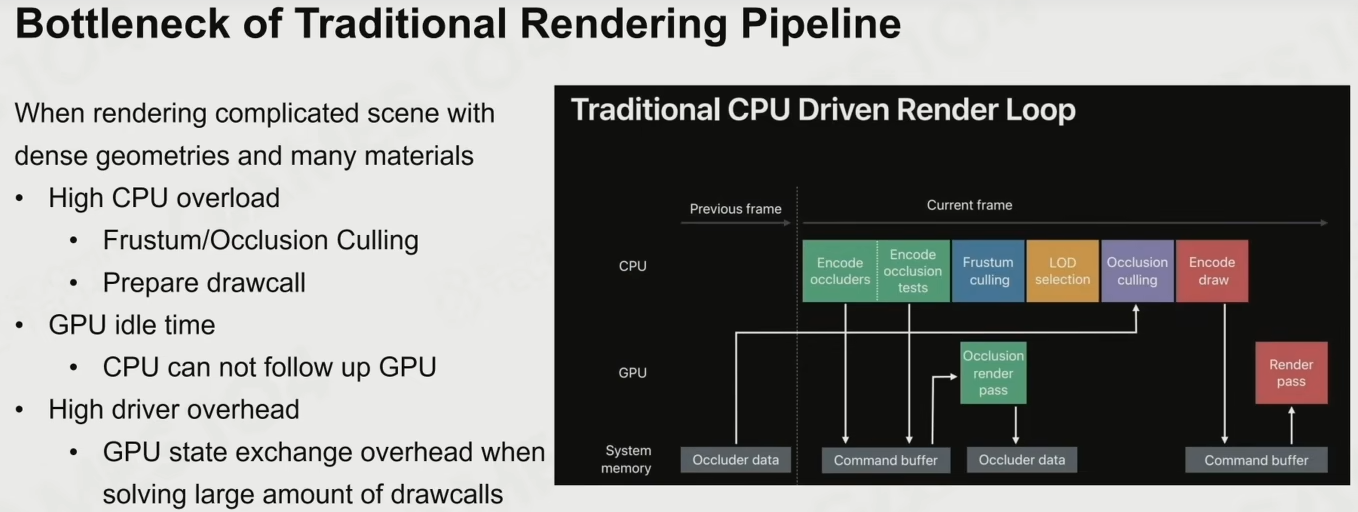 Bottleneck of Traditional Rendering Pipeline
When rendering complicated scene with
dense geometries and many materials
• High CPU overload
• Frustum/Occlusion Culling
• Prepare drawcall
• GPU idle time
• CPU can not follow up GPU
• High driver overhead
• GPU state exchange overhead when
solving large amount of drawcalls
Traditional CPU Driven Render Loop
Previous frame
Current frame
CPU
Encode
occluders
Encode
occlusion
tests
Frustum
culling
LOD
selection
Occlusion
culling
Encode
draw
GPU
Occlusion
render
pass
Render
pass
System
memory
Occluder data
Command buffer
Occluder data
Command buffer